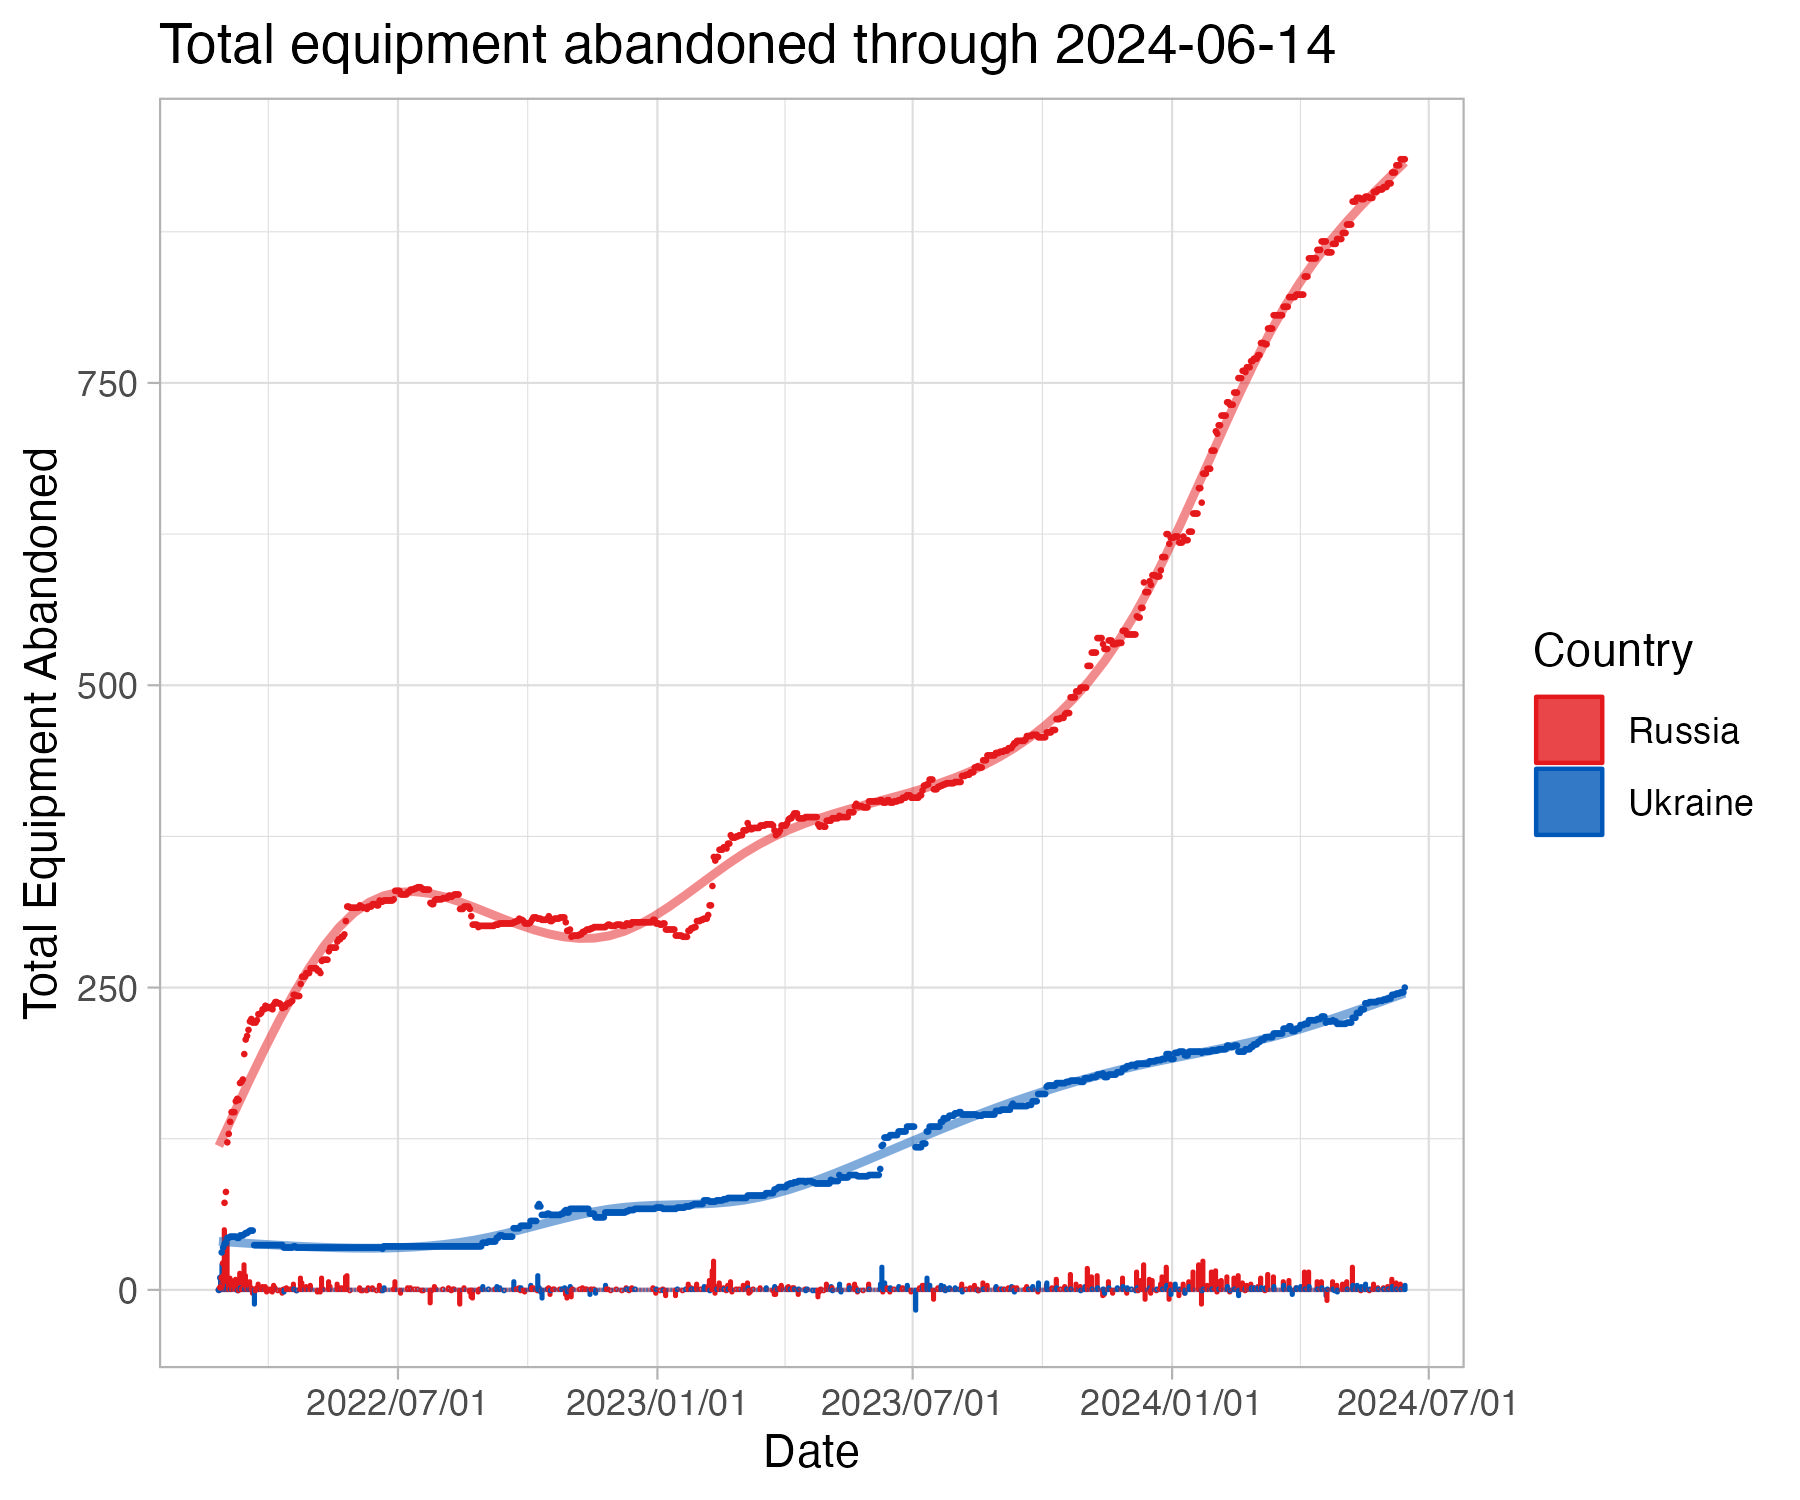 Total equipment abandoned through 2024-06-14
Total Equipment Abandoned
750
500
250
0
2022/07/01
2023/01/01
2023/07/01
2024/01/01
2024/07/01
Date
Country
Russia
Ukraine